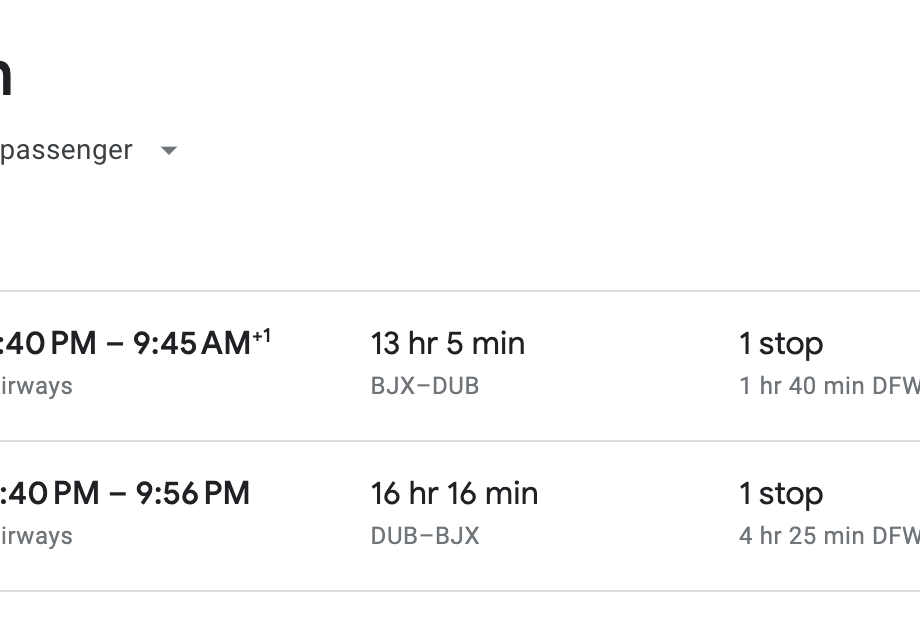 n
passenger
:40 PM – 9:45 AM+1
13 hr 5 min
1 stop
irways
BJX–DUB
1 hr 40 min DFW
:40 PM – 9:56 PM
16 hr 16 min
1 stop
irways
DUB–BJX
4 hr 25 min DFW